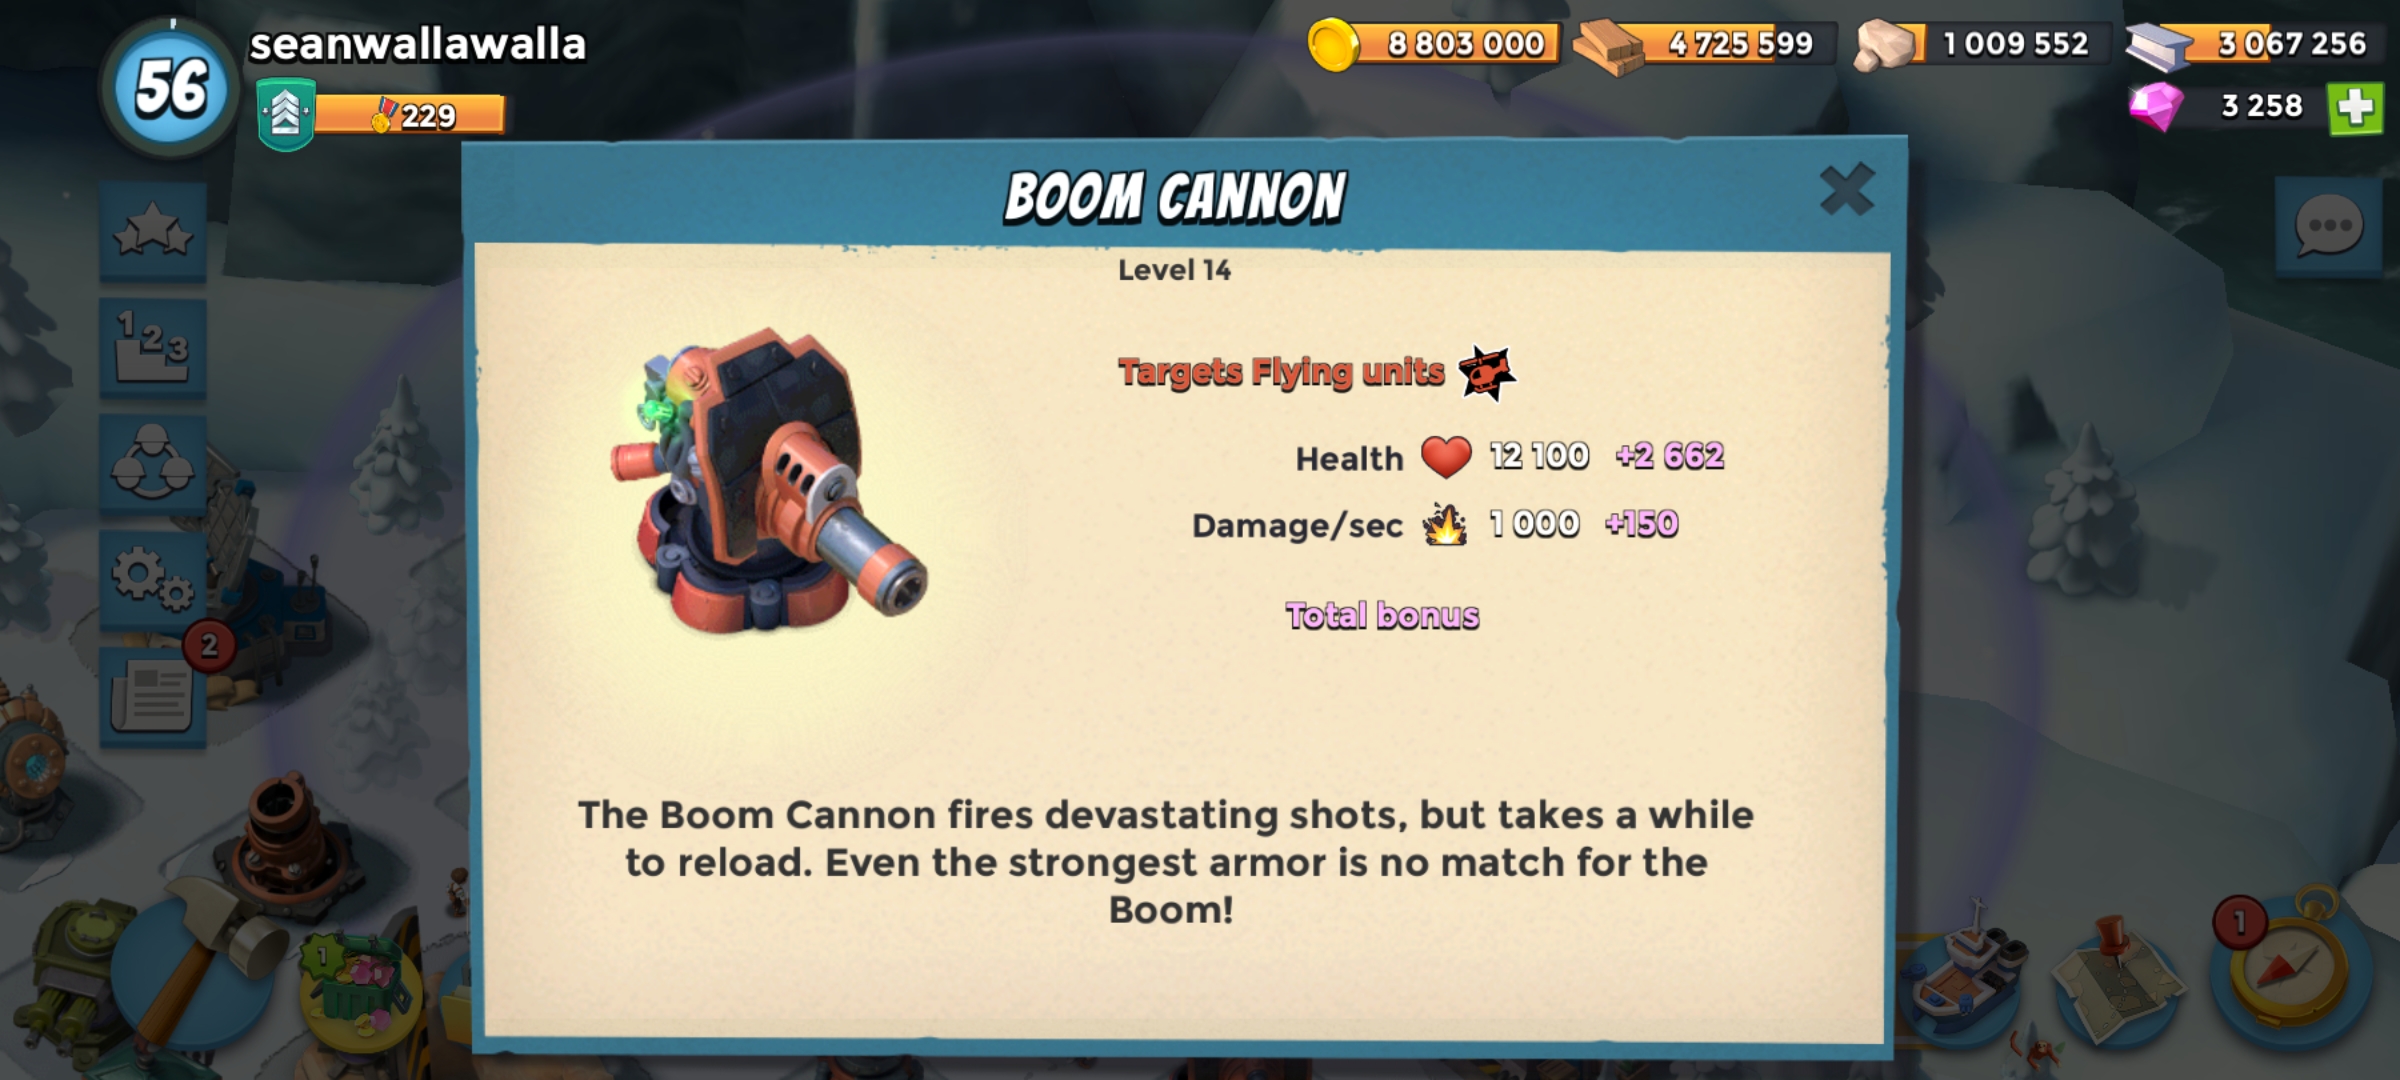 56
seanwallawalla
229
8 803 000
4 725 599
1 009 552
3 067 256
3 258
BOOM CANNON
Level 14
Targets Flying units
Health 12 100 +2 662
Damage/sec 1 000 +150
Total bonus
The Boom Cannon fires devastating shots, but takes a while
to reload. Even the strongest armor is no match for the
Boom!
1 2 3
2
1
1